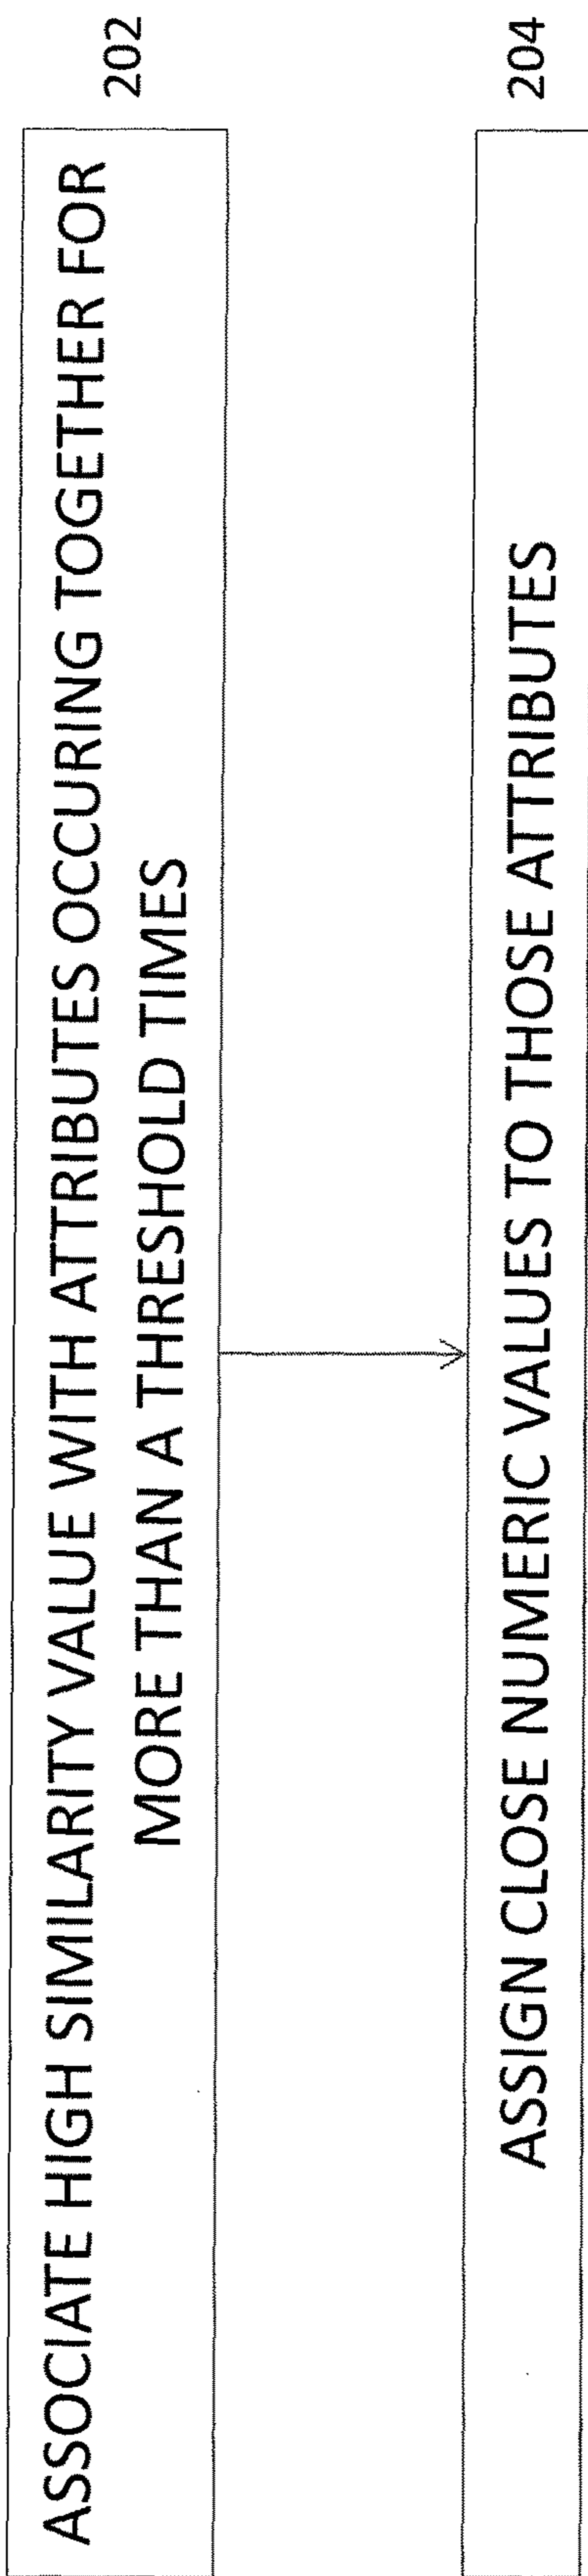 ASSOCIATE HIGH SIMILARITY VALUE WITH ATTRIBUTES OCCURING TOGETHER FOR
MORE THAN A THRESHOLD TIMES
202
ASSIGN CLOSE NUMERIC VALUES TO THOSE ATTRIBUTES
204